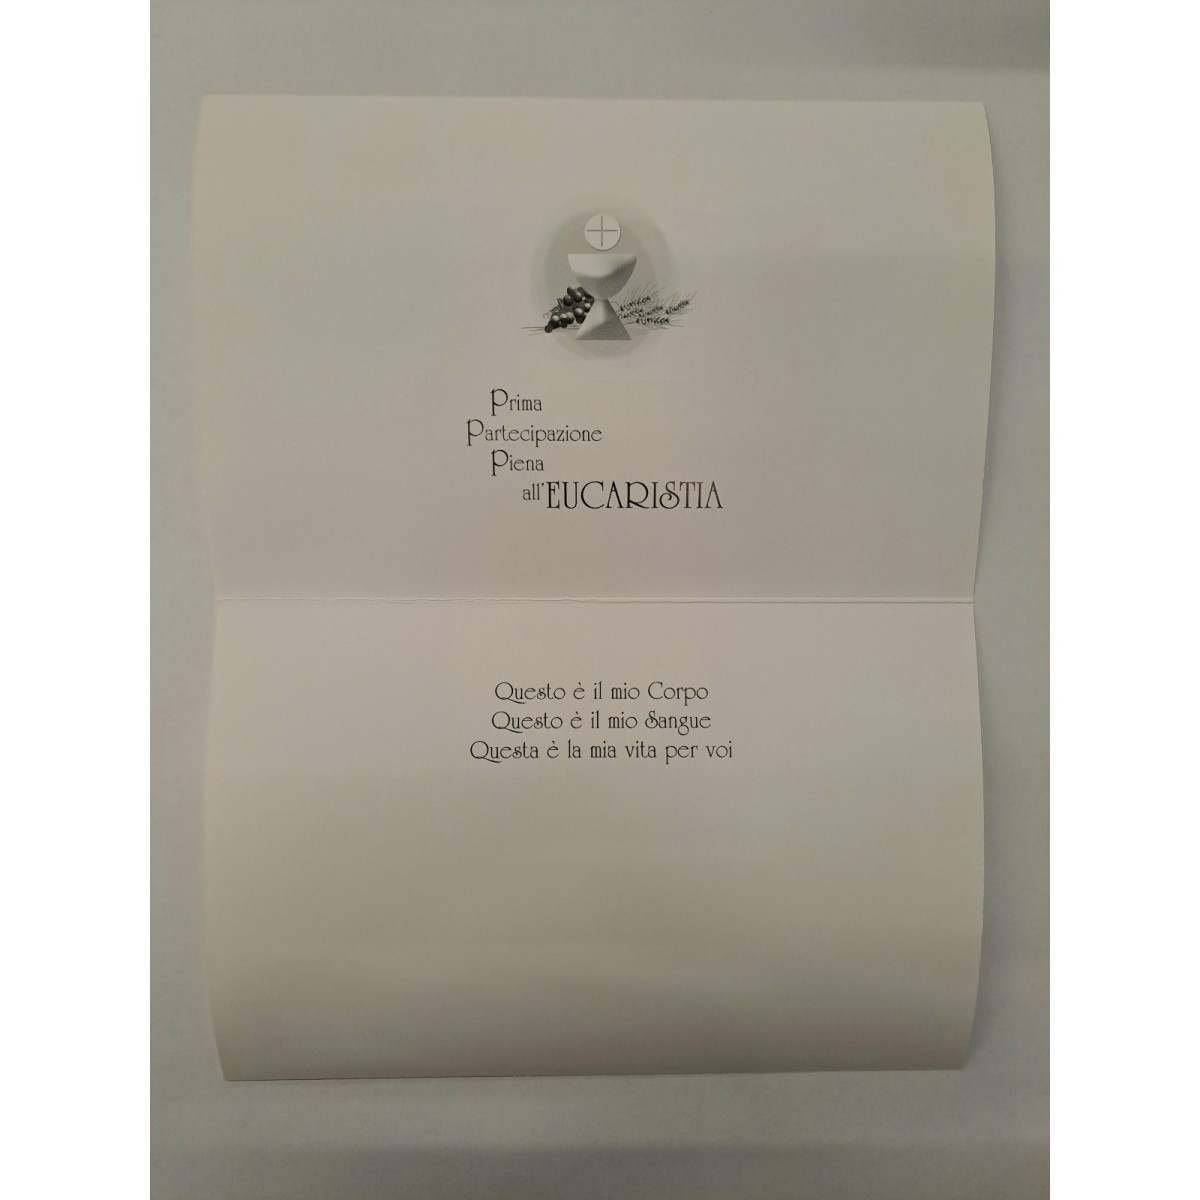 Prima
Partecipazione
Piena
all'EUCARISTIA
Questo è il mio Corpo
Questo è il mio Sangue
Questa è la mia vita per voi